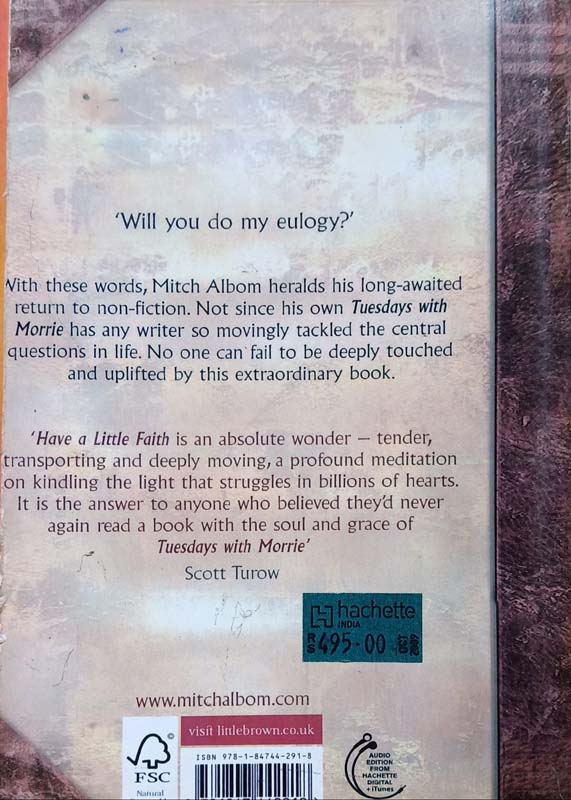 'Will you do my eulogy?'
With these words, Mitch Albom heralds his long-awaited
return to non-fiction. Not since his own Tuesdays with
Morrie has any writer so movingly tackled the central
questions in life. No one can fail to be deeply touched
and uplifted by this extraordinary book.
'Have a Little Faith is an absolute wonder – tender,
transporting and deeply moving, a profound meditation
on kindling the light that struggles in billions of hearts.
It is the answer to anyone who believed they'd never
again read a book with the soul and grace of
Tuesdays with Morrie'
Scott Turow
hachette
INDIA
RS 495.00
www.mitchalbom.com
visit littlebrown.co.uk
ISBN 978-1-84744-291-8
FSC
Natural
AUDIO
EDITION
FROM
HACHETTE
DIGITAL
+ iTunes